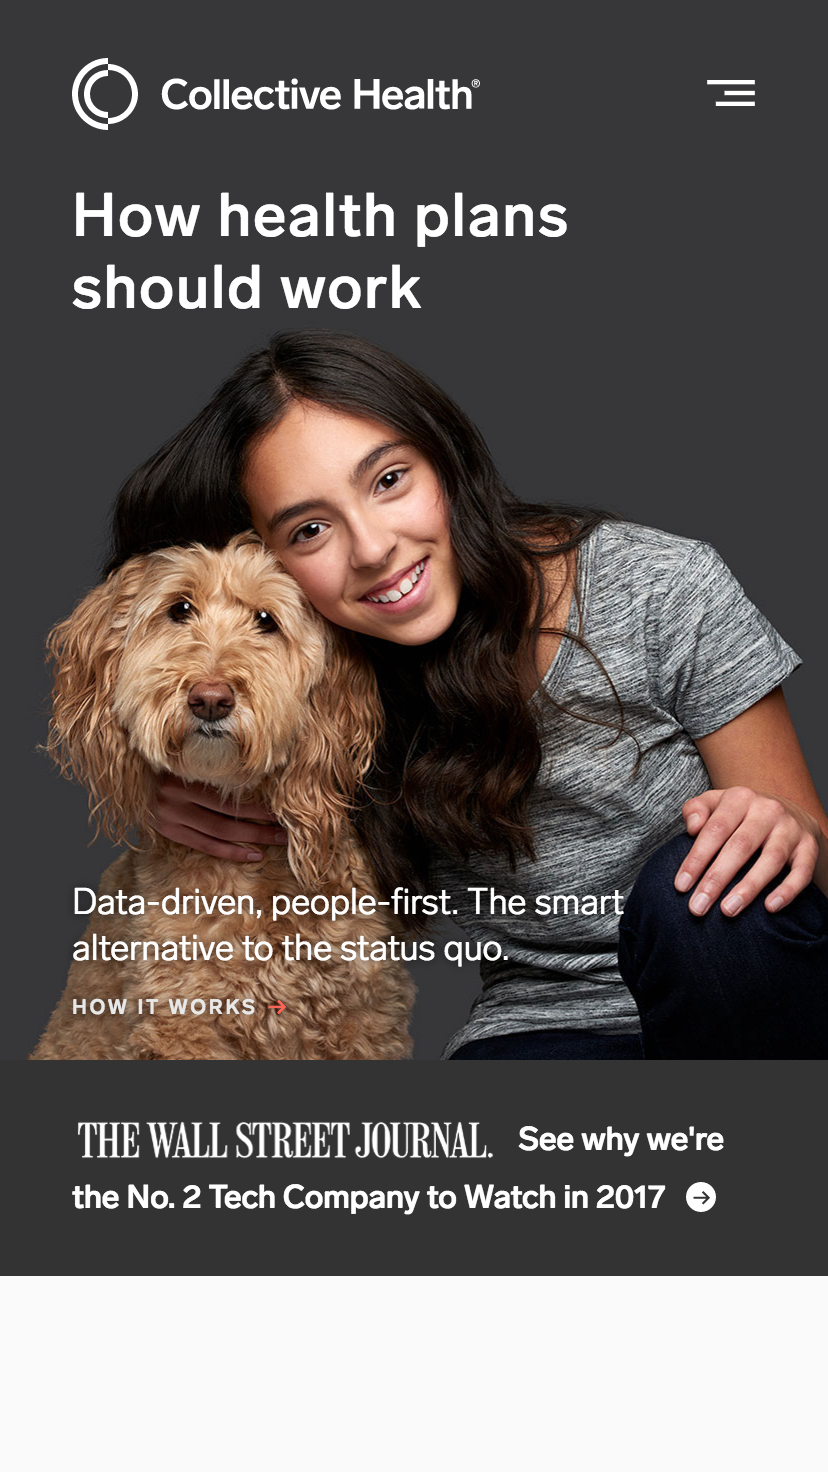 Collective Health®
How health plans
should work
Data-driven, people-first. The smart
alternative to the status quo.
HOW IT WORKS →
THE WALL STREET JOURNAL. See why we're
the No. 2 Tech Company to Watch in 2017